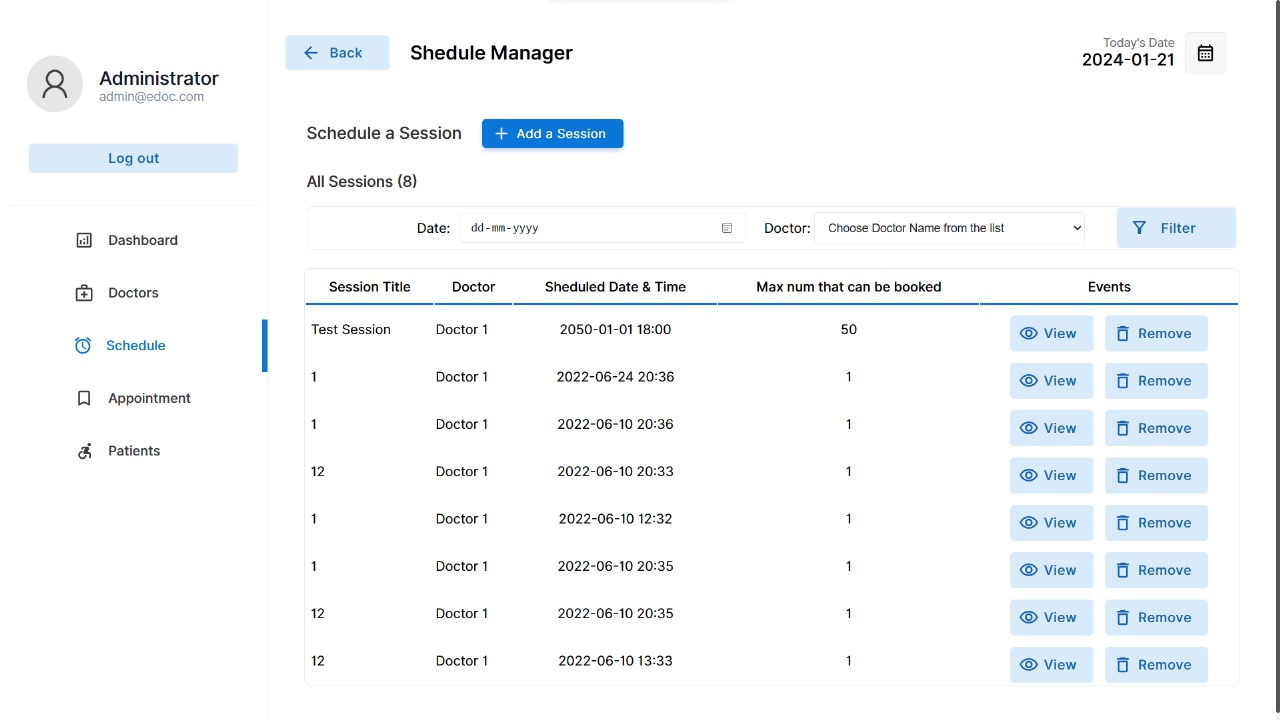 Administrator
admin@edoc.com
Log out
Dashboard
Doctors
Schedule
Appointment
Patients
Back
Shedule Manager
Today's Date
2024-01-21
Schedule a Session
Add a Session
All Sessions (8)
Date: dd-mm-yyyy Doctor: Choose Doctor Name from the list Filter
Session Title Doctor Sheduled Date & Time Max num that can be booked Events
Test Session Doctor 1 2050-01-01 18:00 50 View Remove
1 Doctor 1 2022-06-24 20:36 1 View Remove
1 Doctor 1 2022-06-10 20:36 1 View Remove
12 Doctor 1 2022-06-10 20:33 1 View Remove
1 Doctor 1 2022-06-10 12:32 1 View Remove
1 Doctor 1 2022-06-10 20:35 1 View Remove
12 Doctor 1 2022-06-10 20:35 1 View Remove
12 Doctor 1 2022-06-10 13:33 1 View Remove